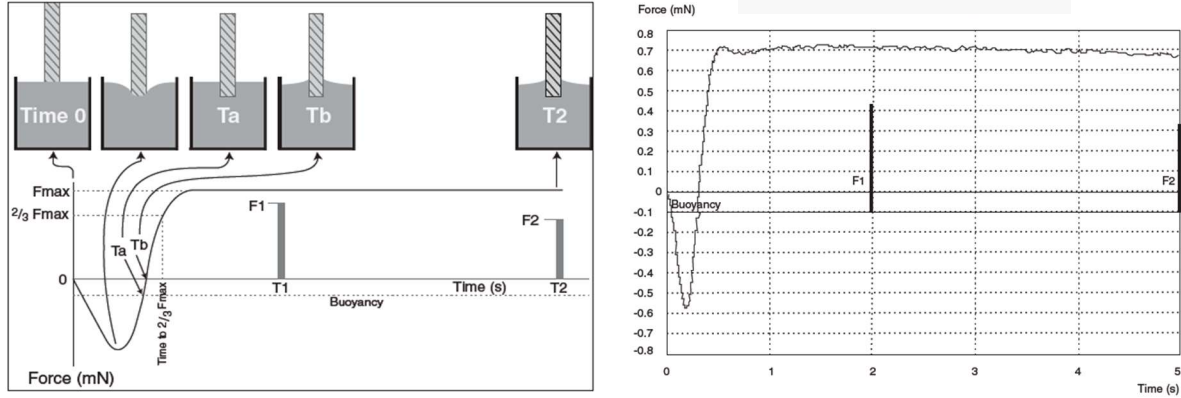 Time 0
Ta
Tb
T2
Fmax
2/3 Fmax
F1
F2
Ta
Tb
0
T1
Time (s)
T2
Buoyancy
Time to 2/3 Fmax
Force (mN)
Force (mN)
0.8
0.7
0.6
0.5
0.4
0.3
0.2
0.1
0
-0.1
-0.2
-0.3
-0.4
-0.5
-0.6
-0.7
-0.8
F1
F2
Buoyancy
0 1 2 3 4 5
Time (s)